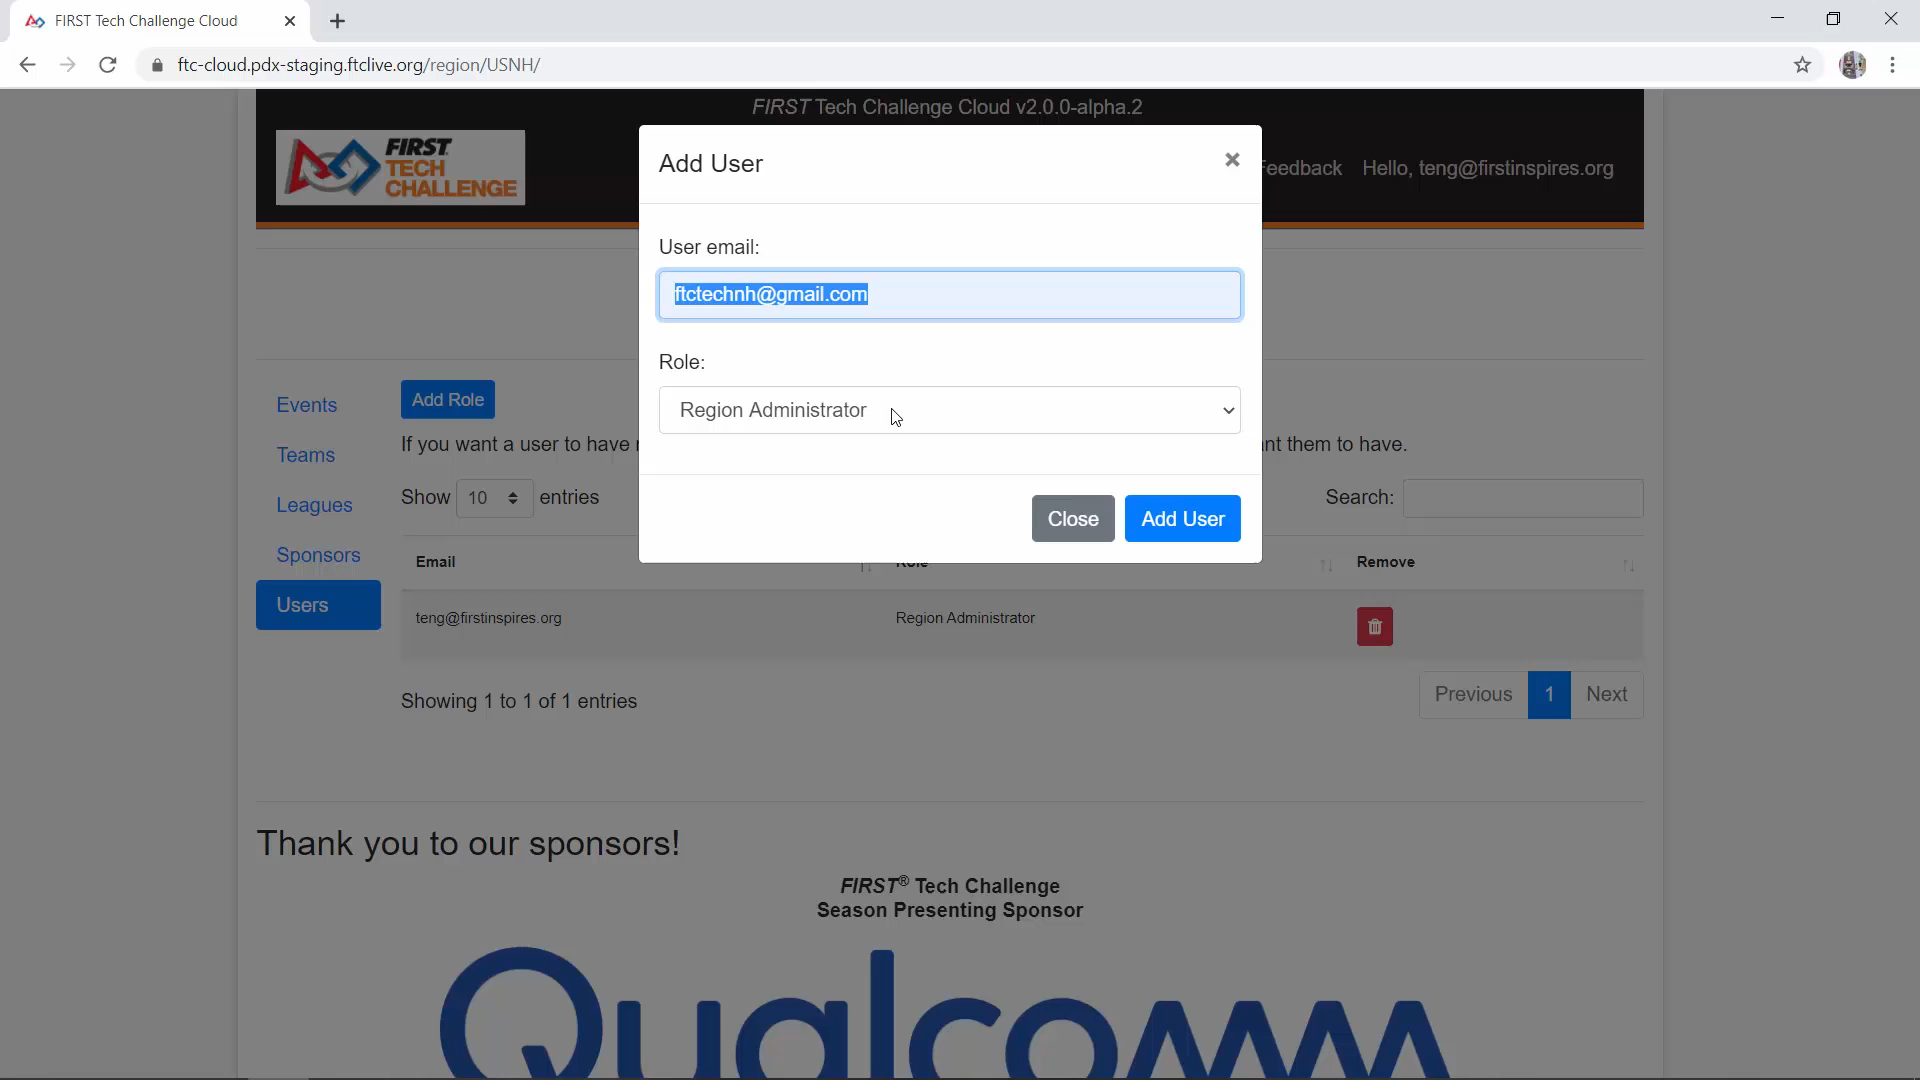 FIRST Tech Challenge Cloud
ftc-cloud.pdx-staging.ftclive.org/region/USNH/
FIRST Tech Challenge Cloud v2.0.0-alpha.2
FIRST
TECH
CHALLENGE
Feedback Hello, teng@firstinspires.org
Add User
×
User email:
ftctechnh@gmail.com
Role:
Region Administrator
Close Add User
Events
Teams
Leagues
Sponsors
Users
Add Role
If you want a user to have nt them to have.
Show 10 entries Search:
Email Role Remove
teng@firstinspires.org Region Administrator
Showing 1 to 1 of 1 entries
Previous 1 Next
Thank you to our sponsors!
FIRST® Tech Challenge
Season Presenting Sponsor
Qualcomm